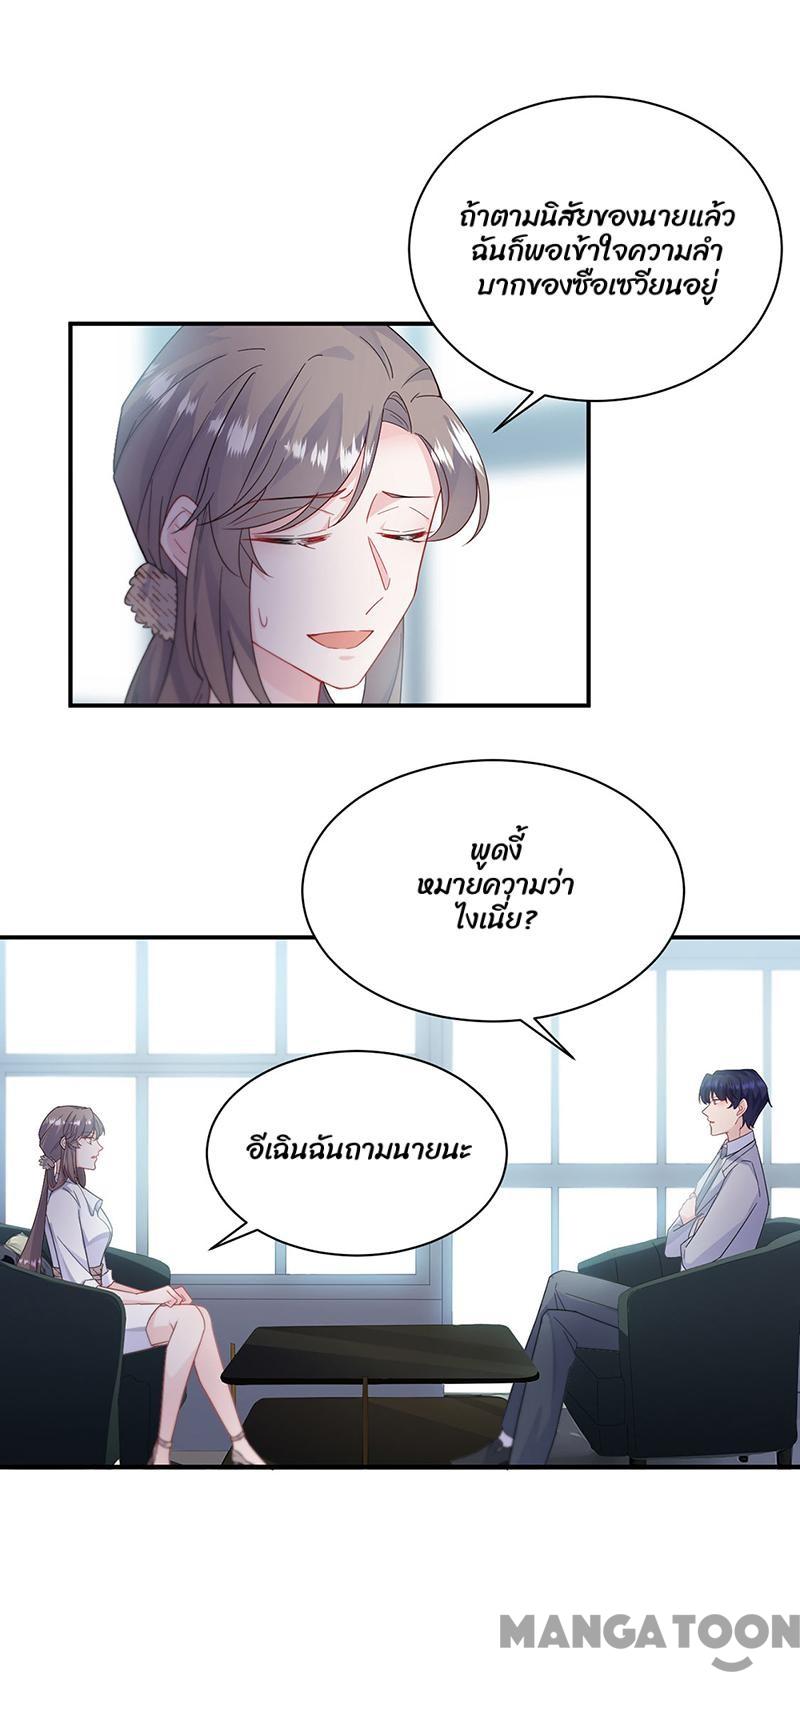 ถ้าตามนิสัยของนายแล้ว
ฉันก็พอเข้าใจความลำ
บากของซือเซวียนอยู่
พูดงี้
หมายความว่า
ไงเนี่ย?
อีเฉินฉันถามนายนะ
MANGATOON